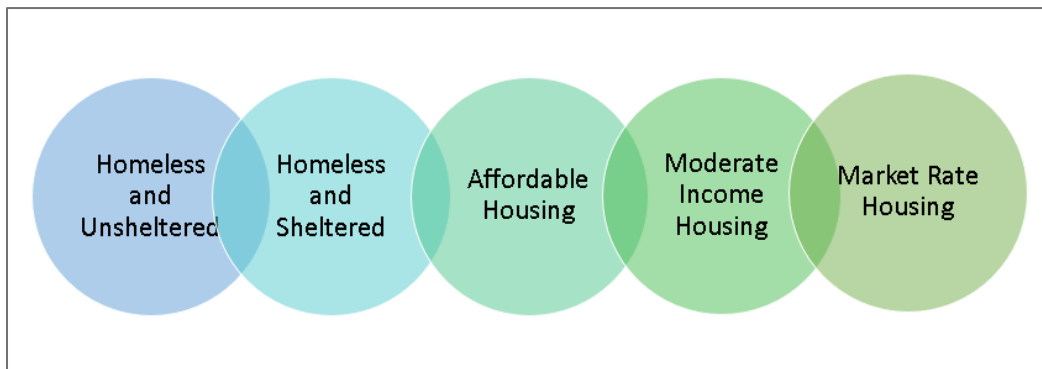 Homeless
and
Unsheltered
Homeless
and
Sheltered
Affordable
Housing
Moderate
Income
Housing
Market Rate
Housing